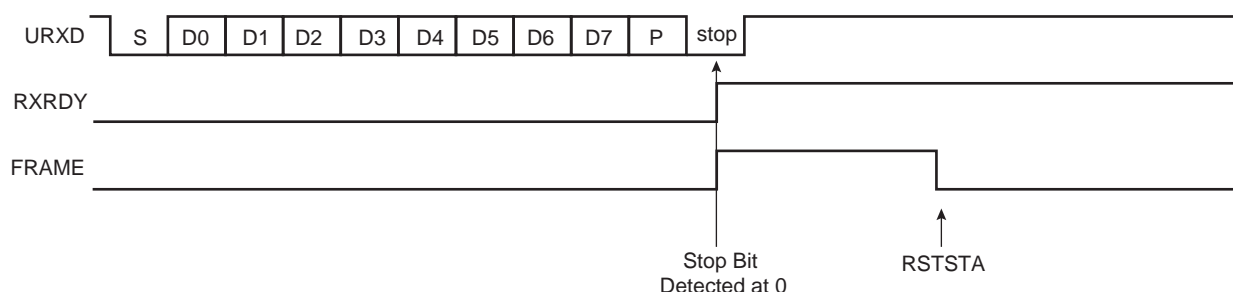 URXD S D0 D1 D2 D3 D4 D5 D6 D7 P stop
RXRDY
FRAME
Stop Bit
Detected at 0
RSTSTA